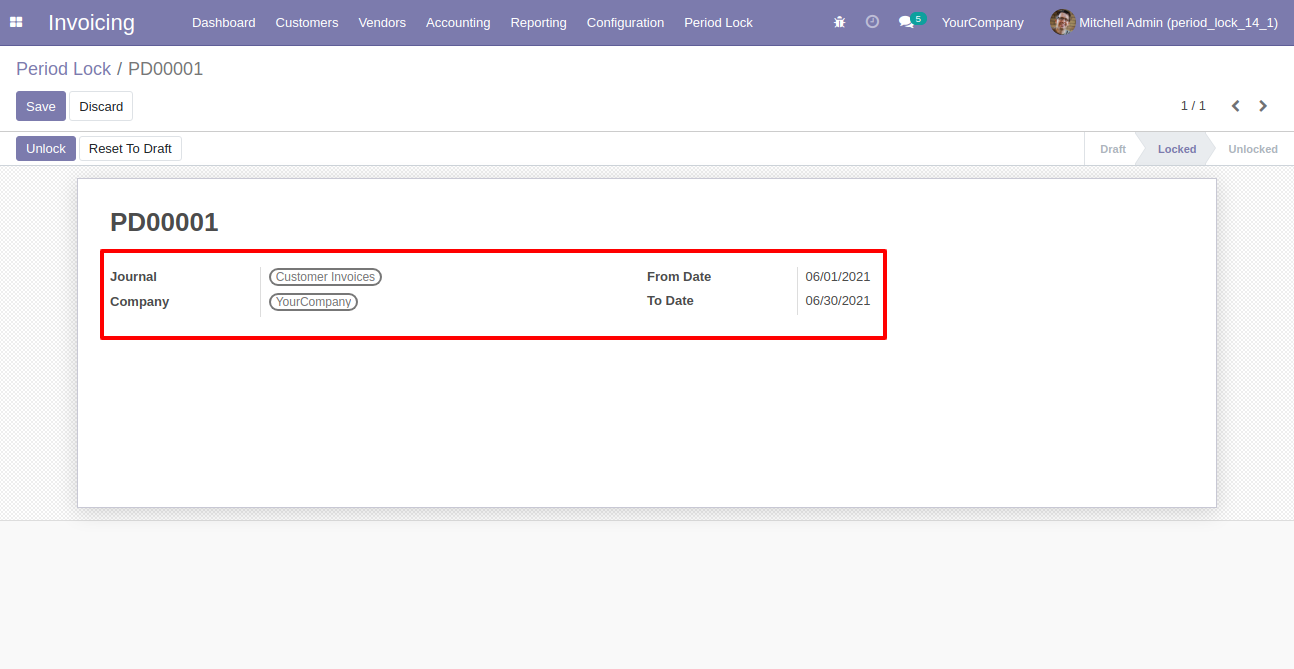 Invoicing Dashboard Customers Vendors Accounting Reporting Configuration Period Lock 5 YourCompany Mitchell Admin (period_lock_14_1)
Period Lock / PD00001
Save Discard 1 / 1
Unlock Reset To Draft Draft Locked Unlocked
PD00001
Journal Customer Invoices From Date 06/01/2021
Company YourCompany To Date 06/30/2021